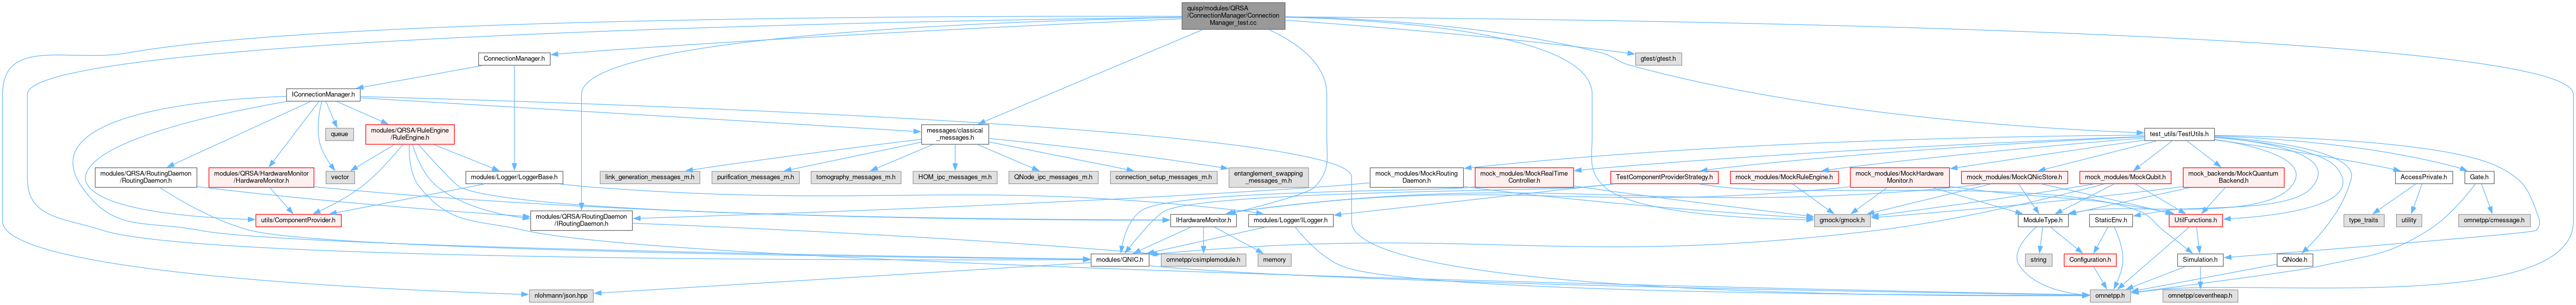 quisp/modules/QRSA
/ConnectionManager/Connection
Manager_test.cc
ConnectionManager.h
gtest/gtest.h
IConnectionManager.h
queue
modules/QRSA/RuleEngine
/RuleEngine.h
messages/classical
_messages.h
test_utils/TestUtils.h
modules/QRSA/RoutingDaemon
/RoutingDaemon.h
modules/QRSA/HardwareMonitor
/HardwareMonitor.h
vector
modules/Logger/LoggerBase.h
link_generation_messages_m.h
purification_messages_m.h
tomography_messages_m.h
HOM_ipc_messages_m.h
QNode_ipc_messages_m.h
connection_setup_messages_m.h
entanglement_swapping
_messages_m.h
mock_modules/MockRouting
Daemon.h
mock_modules/MockRealTime
Controller.h
TestComponentProviderStrategy.h
mock_modules/MockRuleEngine.h
mock_modules/MockHardware
Monitor.h
mock_modules/MockQNicStore.h
mock_modules/MockQubit.h
mock_backends/MockQuantum
Backend.h
AccessPrivate.h
Gate.h
utils/ComponentProvider.h
modules/QRSA/RoutingDaemon
/IRoutingDaemon.h
IHardwareMonitor.h
modules/Logger/ILogger.h
gmock/gmock.h
ModuleType.h
StaticEnv.h
UtilFunctions.h
type_traits
utility
omnetpp/cmessage.h
modules/QNIC.h
omnetpp/csimplemodule.h
memory
string
Configuration.h
Simulation.h
QNode.h
nlohmann/json.hpp
omnetpp.h
omnetpp/ceventheap.h